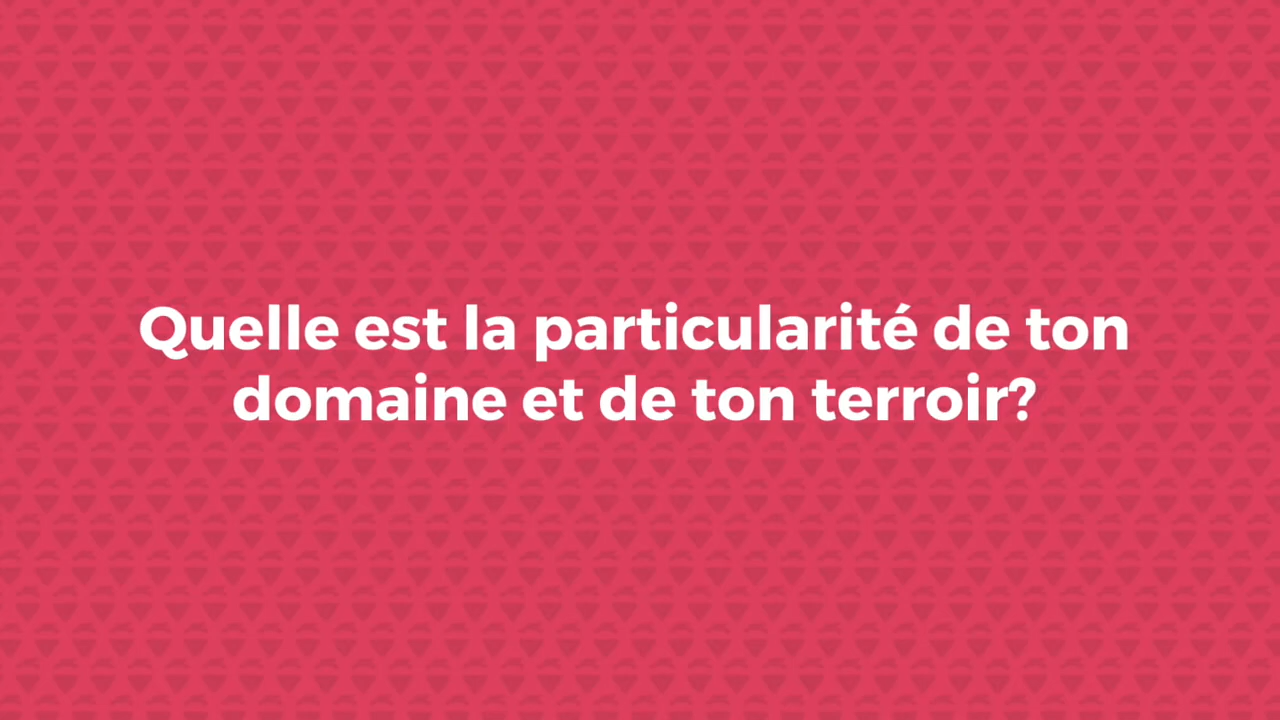 Quelle est la particularité de ton
domaine et de ton terroir?